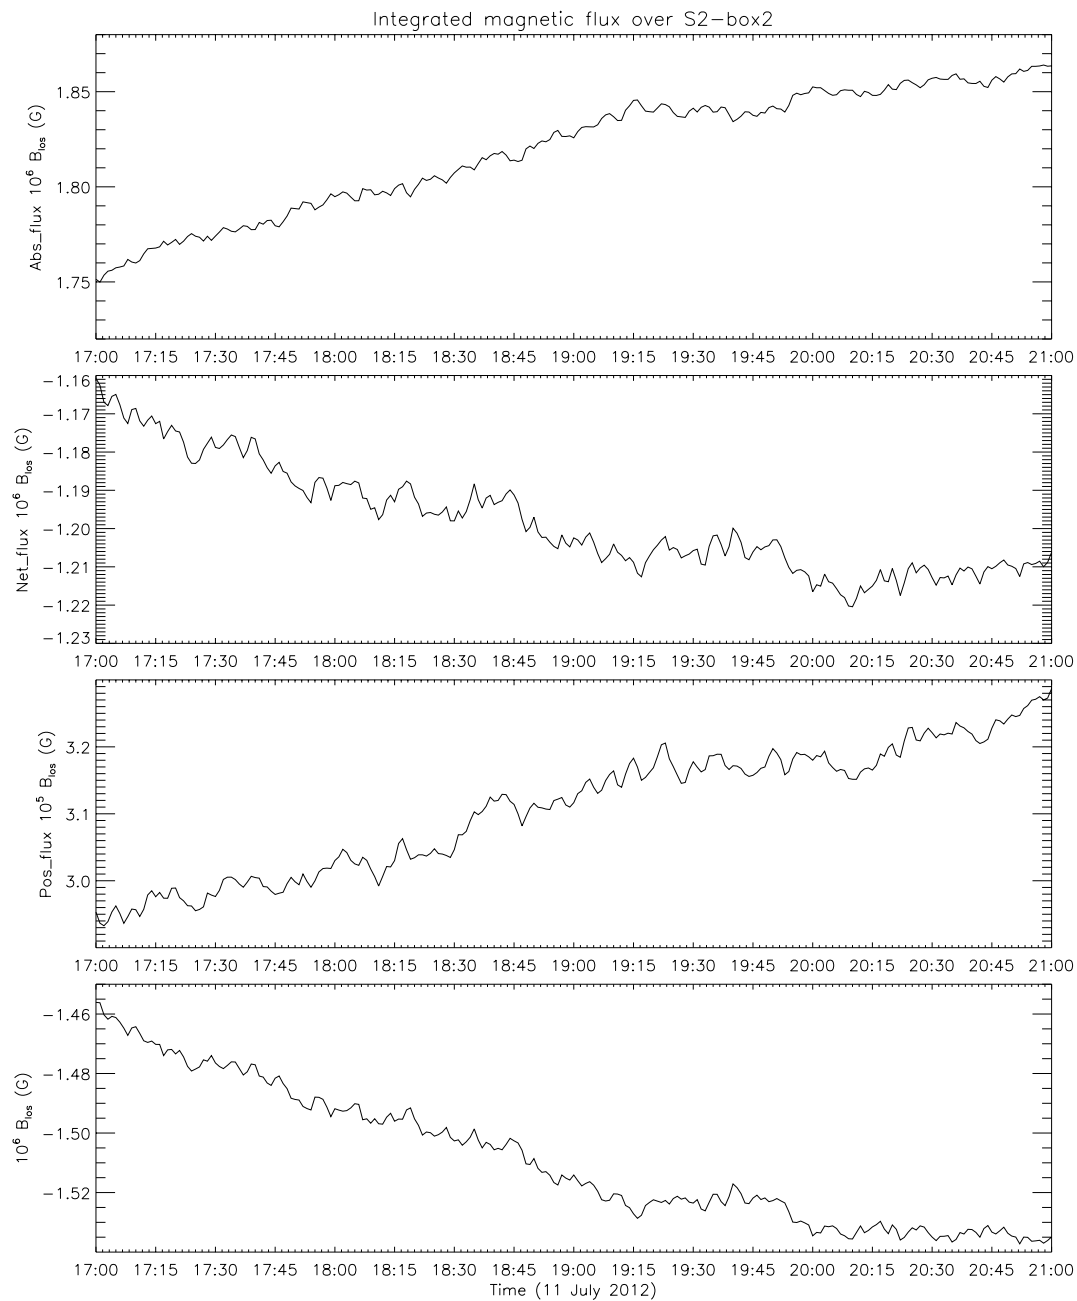 Integrated magnetic flux over S2-box2
Abs_flux 10⁶ B_los (G)
1.85
1.80
1.75
17:00 17:15 17:30 17:45 18:00 18:15 18:30 18:45 19:00 19:15 19:30 19:45 20:00 20:15 20:30 20:45 21:00
Net_flux 10⁶ B_los (G)
-1.16
-1.17
-1.18
-1.19
-1.20
-1.21
-1.22
-1.23
17:00 17:15 17:30 17:45 18:00 18:15 18:30 18:45 19:00 19:15 19:30 19:45 20:00 20:15 20:30 20:45 21:00
Pos_flux 10⁵ B_los (G)
3.2
3.1
3.0
17:00 17:15 17:30 17:45 18:00 18:15 18:30 18:45 19:00 19:15 19:30 19:45 20:00 20:15 20:30 20:45 21:00
10⁶ B_los (G)
-1.46
-1.48
-1.50
-1.52
17:00 17:15 17:30 17:45 18:00 18:15 18:30 18:45 19:00 19:15 19:30 19:45 20:00 20:15 20:30 20:45 21:00
Time (11 July 2012)